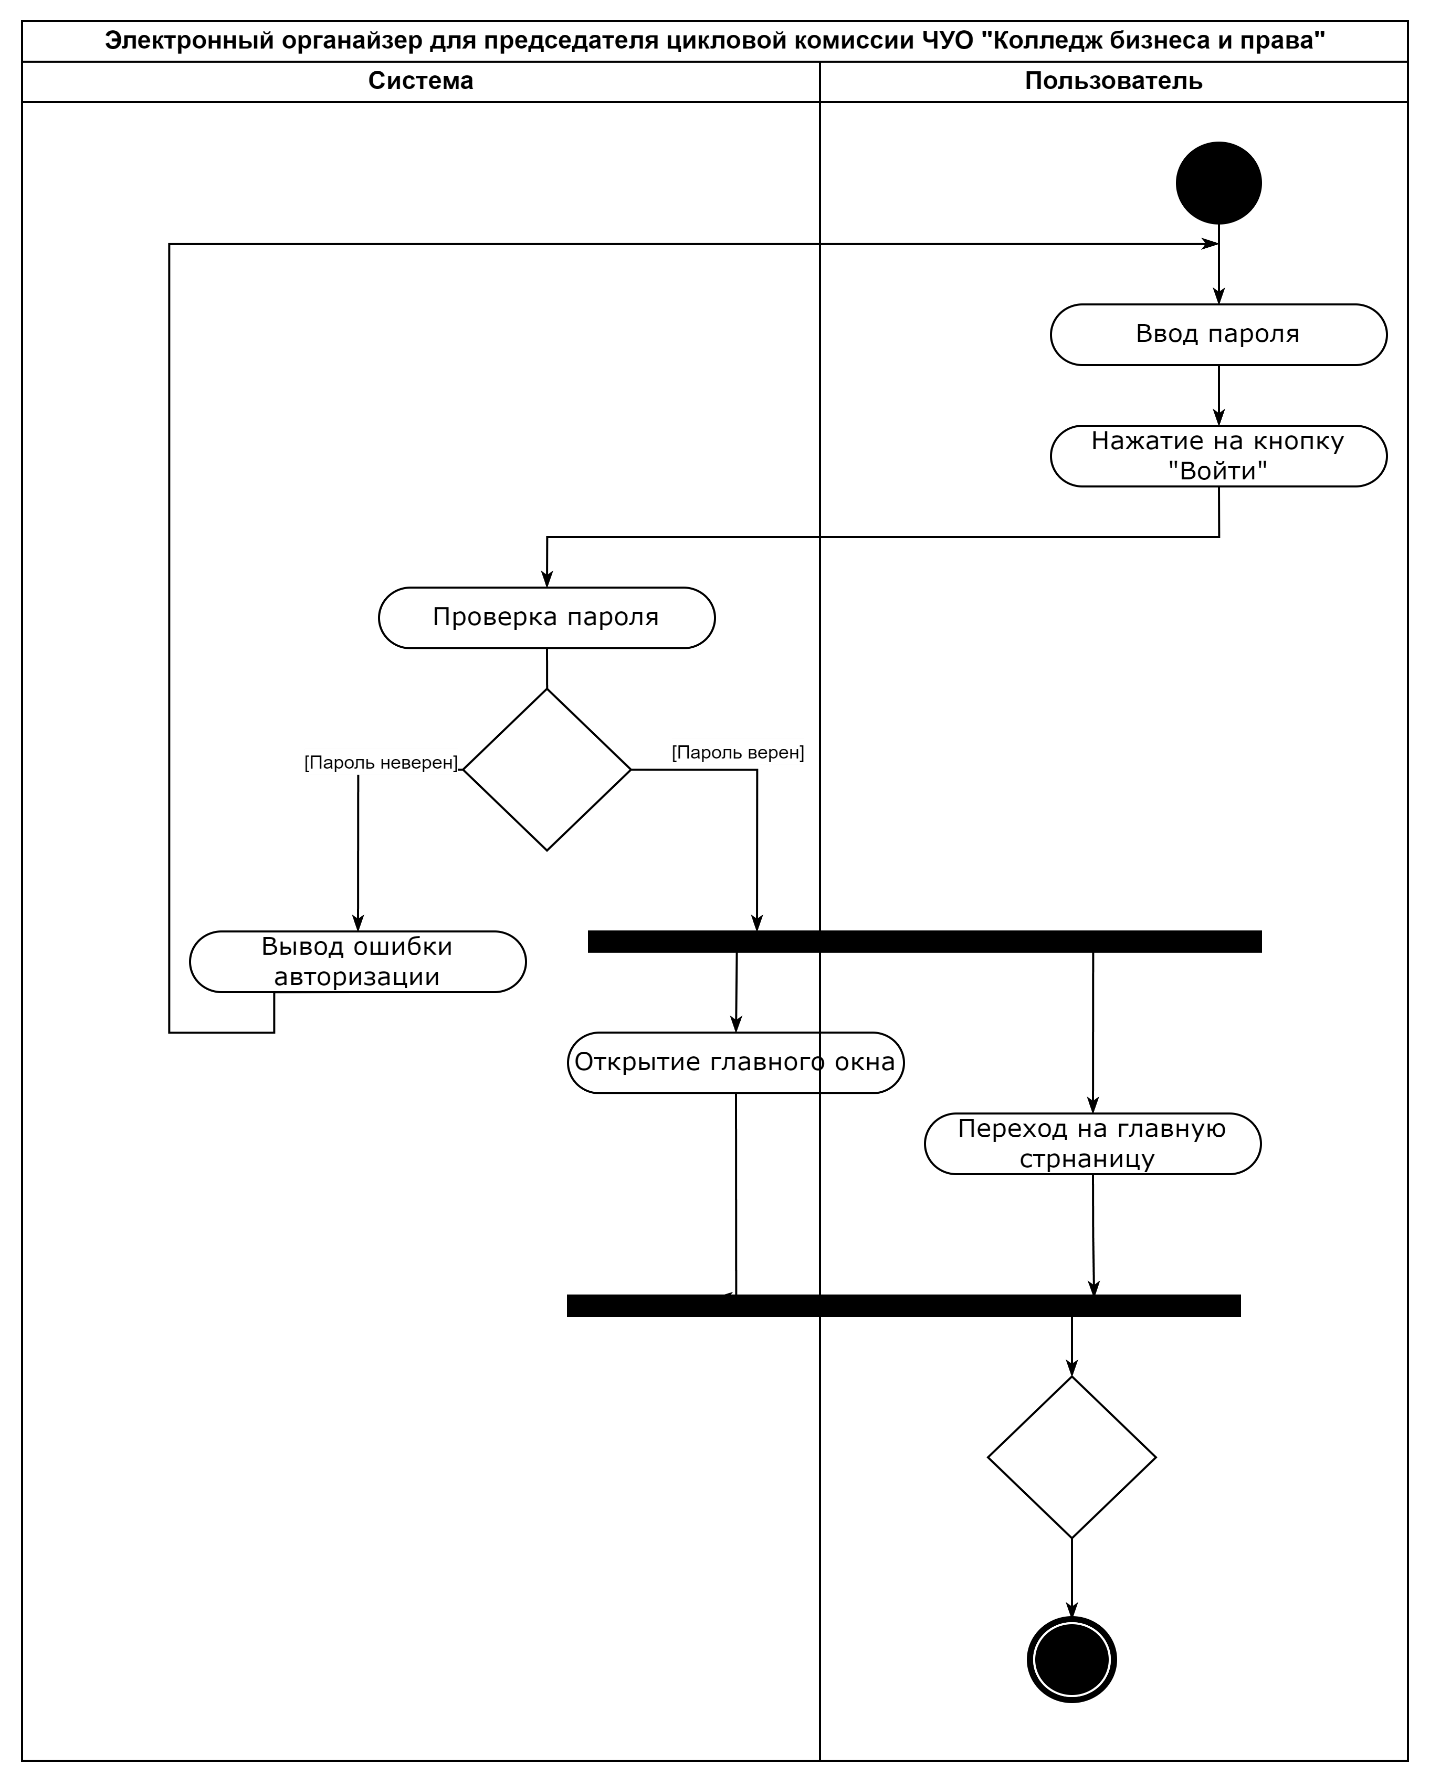 Электронный органайзер для председателя цикловой комиссии ЧУО "Колледж бизнеса и права"
Система
Пользователь
Ввод пароля
Нажатие на кнопку
"Войти"
Проверка пароля
[Пароль неверен]
[Пароль верен]
Вывод ошибки
авторизации
Открытие главного окна
Переход на главную
стрнаницу